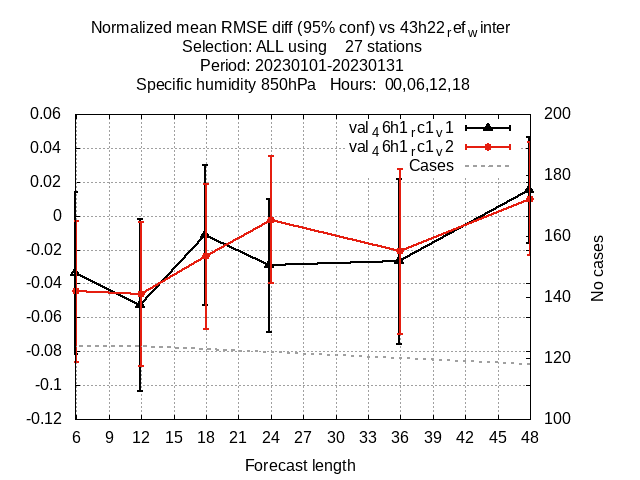 Normalized mean RMSE diff (95% conf) vs 43h22refwinter
Selection: ALL using 27 stations
Period: 20230101-20230131
Specific humidity 850hPa Hours: 00,06,12,18
0.06
0.04
0.02
0
-0.02
-0.04
-0.06
-0.08
-0.1
-0.12
val46h1rc1v1
val46h1rc1v2
Cases
200
180
160
140
120
100
No cases
6 9 12 15 18 21 24 27 30 33 36 39 42 45 48
Forecast length